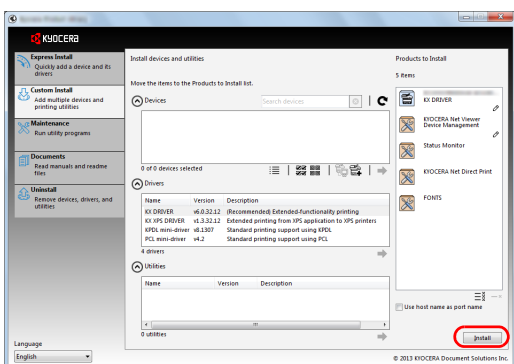 KYOCERA
Express Install
Quickly add a device and its
drivers
Custom Install
Add multiple devices and
printing utilities
Maintenance
Run utility programs
Documents
Read manuals and readme
files
Uninstall
Remove devices, drivers, and
utilities
Language
English
Install devices and utilities
Move the items to the Products to Install list.
Devices
Search devices
0 of 0 devices selected
Drivers
Name Version Description
KX DRIVER v6.0.32.12 (Recommended) Extended-functionality printing
KX XPS DRIVER v1.3.32.12 Extended printing from XPS application to XPS printers
KPDL mini-driver v8.1307 Standard printing support using KPDL
PCL mini-driver v4.2 Standard printing support using PCL
4 drivers
Utilities
Name Version Description
0 utilities
Products to Install
5 items
KX DRIVER
KYOCERA Net Viewer
Device Management
Status Monitor
KYOCERA Net Direct Print
FONTS
Use host name as port name
Install
© 2013 KYOCERA Document Solutions Inc.